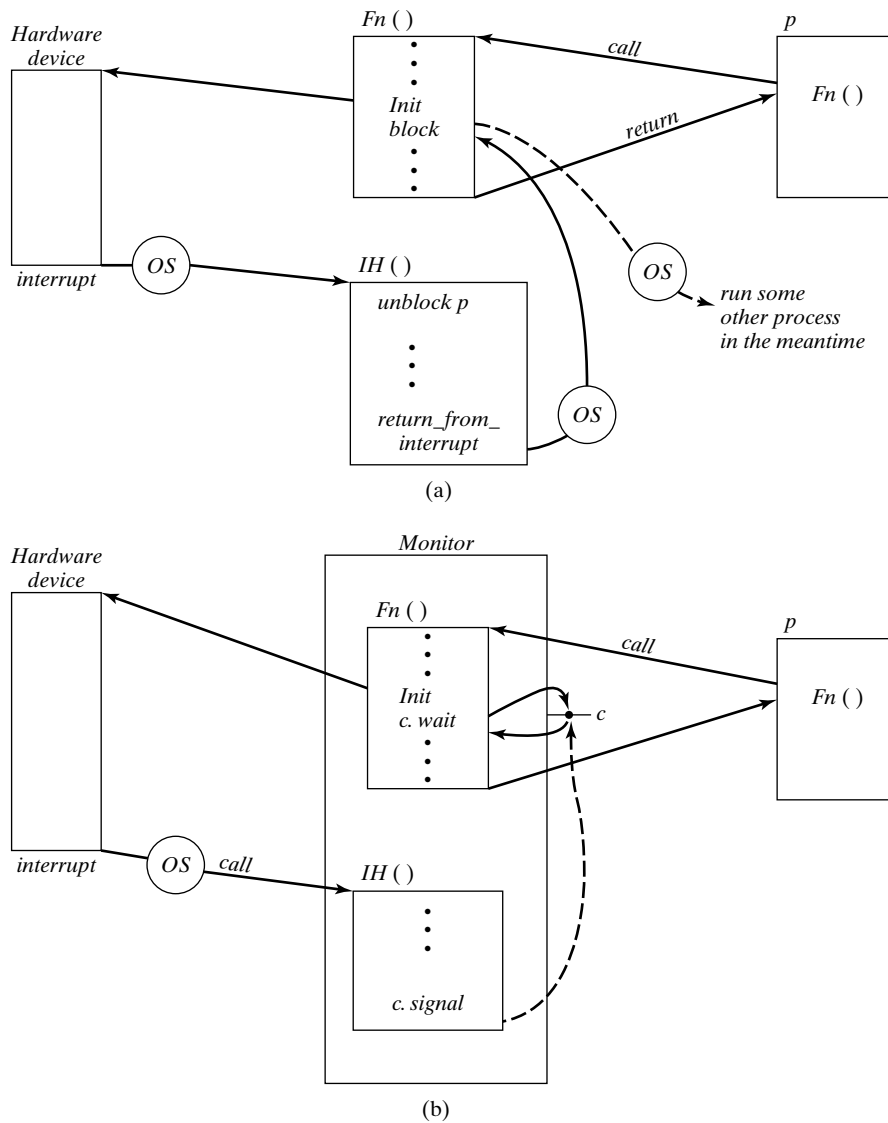 Hardware
device
Fn ( )
p
call
Init
block
return
Fn ( )
interrupt
OS
IH ( )
unblock p
return_from_
interrupt
OS
OS
run some
other process
in the meantime
(a)
Monitor
Hardware
device
Fn ( )
p
call
Init
c. wait
c
Fn ( )
interrupt
OS
call
IH ( )
c. signal
(b)